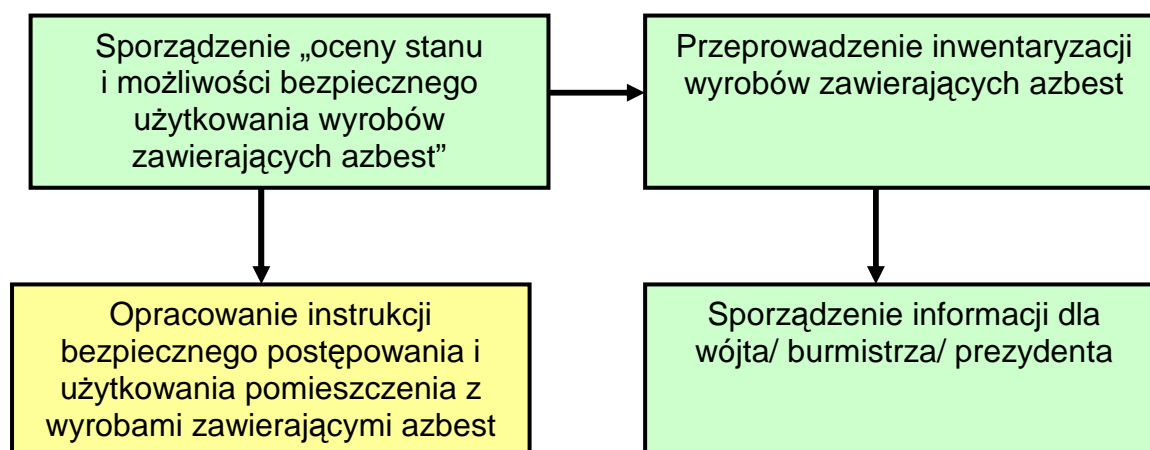 Sporządzenie „oceny stanu
i możliwości bezpiecznego
użytkowania wyrobów
zawierających azbest”
Przeprowadzenie inwentaryzacji
wyrobów zawierających azbest
Opracowanie instrukcji
bezpiecznego postępowania i
użytkowania pomieszczenia z
wyrobami zawierającymi azbest
Sporządzenie informacji dla
wójta/ burmistrza/ prezydenta